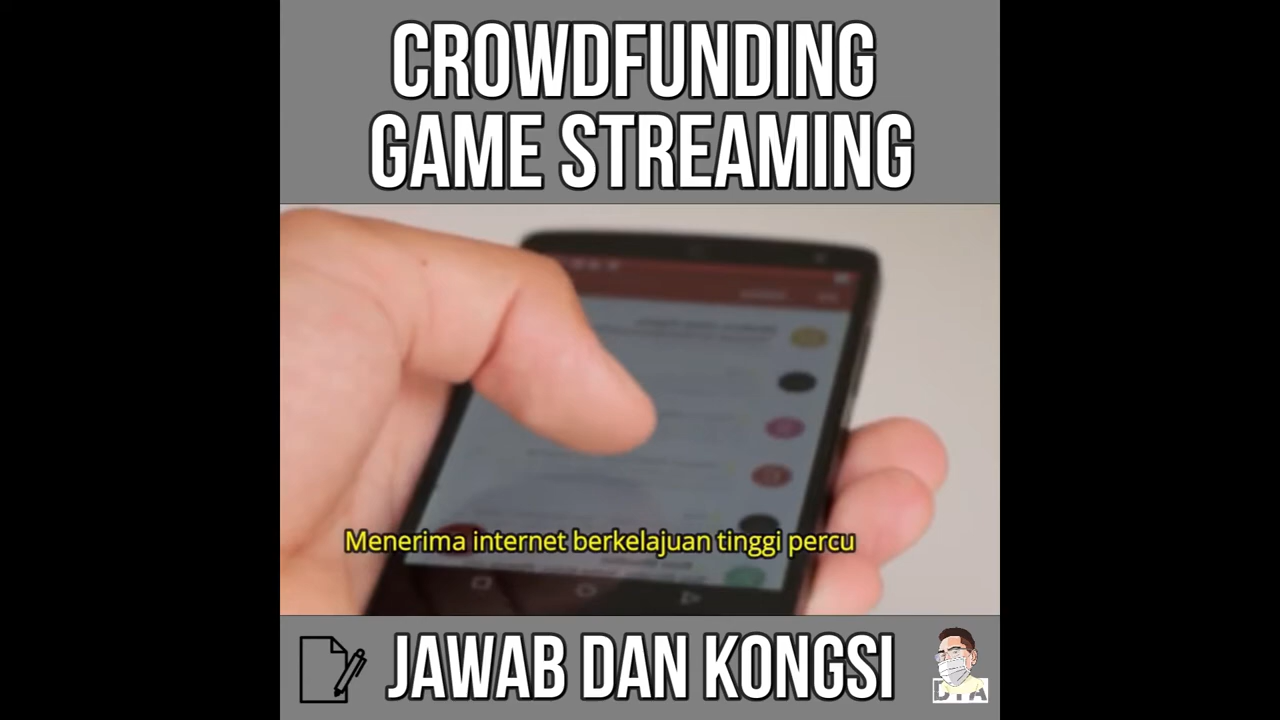 CROWDFUNDING
GAME STREAMING
Menerima internet berkelajuan tinggi percu
JAWAB DAN KONGSI